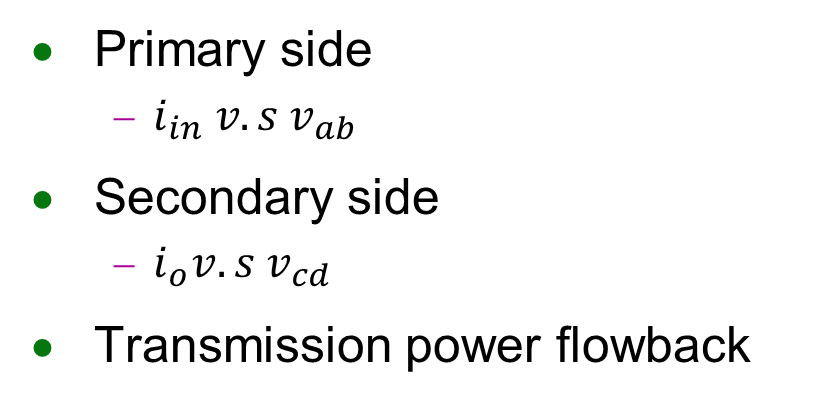 • Primary side
– i_in v.s v_ab
• Secondary side
– i_o v.s v_cd
• Transmission power flowback